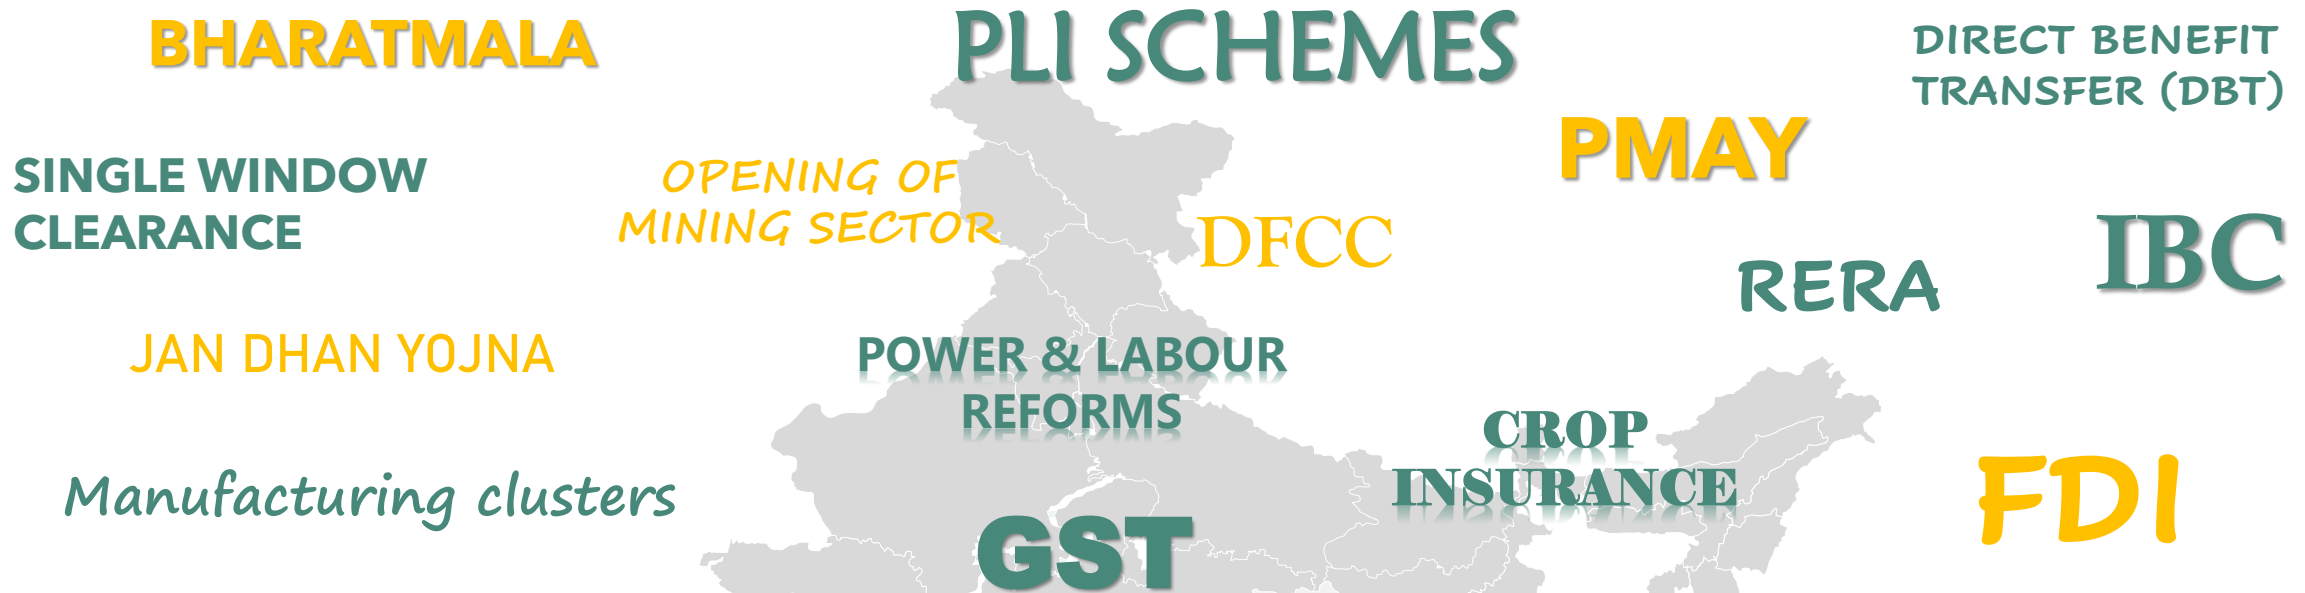 BHARATMALA
PLI SCHEMES
DIRECT BENEFIT
TRANSFER (DBT)
PMAY
SINGLE WINDOW
CLEARANCE
OPENING OF
MINING SECTOR
DFCC
IBC
RERA
JAN DHAN YOJNA
POWER & LABOUR
REFORMS
CROP
INSURANCE
Manufacturing clusters
FDI
GST